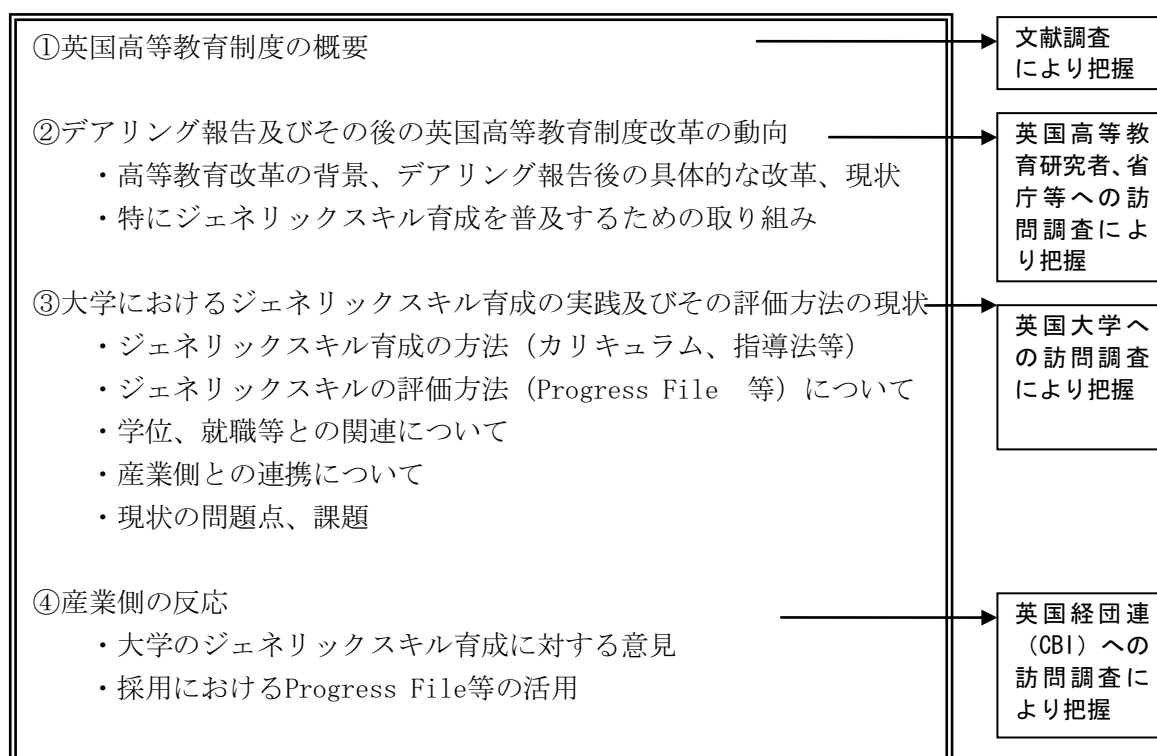 ①英国高等教育制度の概要
文献調査
により把握
②デアリング報告及びその後の英国高等教育制度改革の動向
・高等教育改革の背景、デアリング報告後の具体的な改革、現状
・特にジェネリックスキル育成を普及するための取り組み
英国高等教
育研究者、省
庁等への訪
問調査によ
り把握
③大学におけるジェネリックスキル育成の実践及びその評価方法の現状
・ジェネリックスキル育成の方法（カリキュラム、指導法等）
・ジェネリックスキルの評価方法（Progress File　等）について
・学位、就職等との関連について
・産業側との連携について
・現状の問題点、課題
英国大学へ
の訪問調査
により把握
④産業側の反応
・大学のジェネリックスキル育成に対する意見
・採用におけるProgress File等の活用
英国経団連
（CBI）への
訪問調査に
より把握